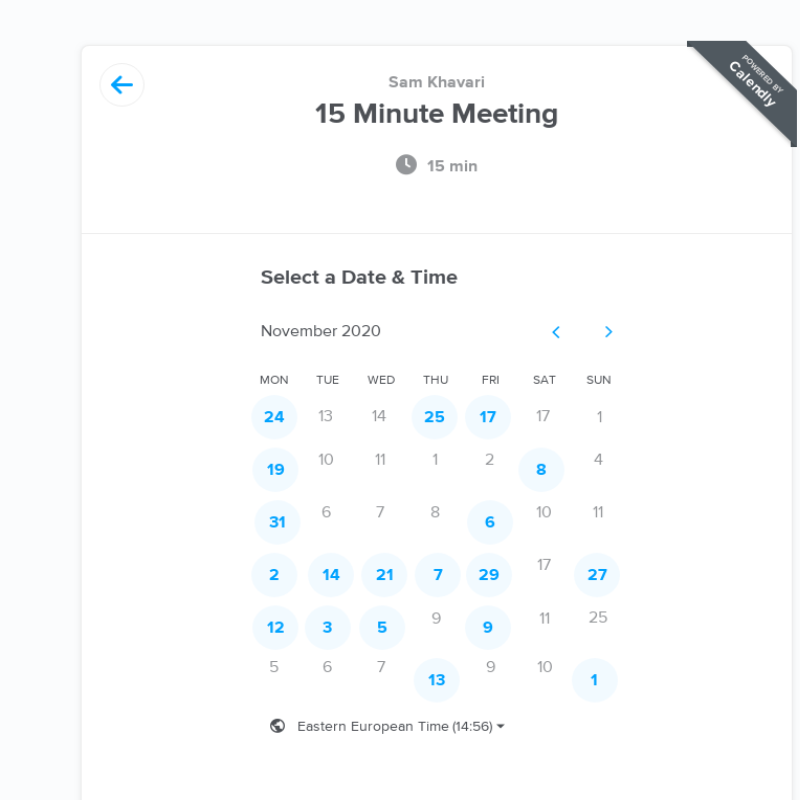 POWERED BY
Calendly
Sam Khavari
15 Minute Meeting
15 min
Select a Date & Time
November 2020
MON TUE WED THU FRI SAT SUN
24 13 14 25 17 17 1
19 10 11 1 2 8 4
31 6 7 8 6 10 11
2 14 21 7 29 17 27
12 3 5 9 9 11 25
5 6 7 13 9 10 1
Eastern European Time (14:56)